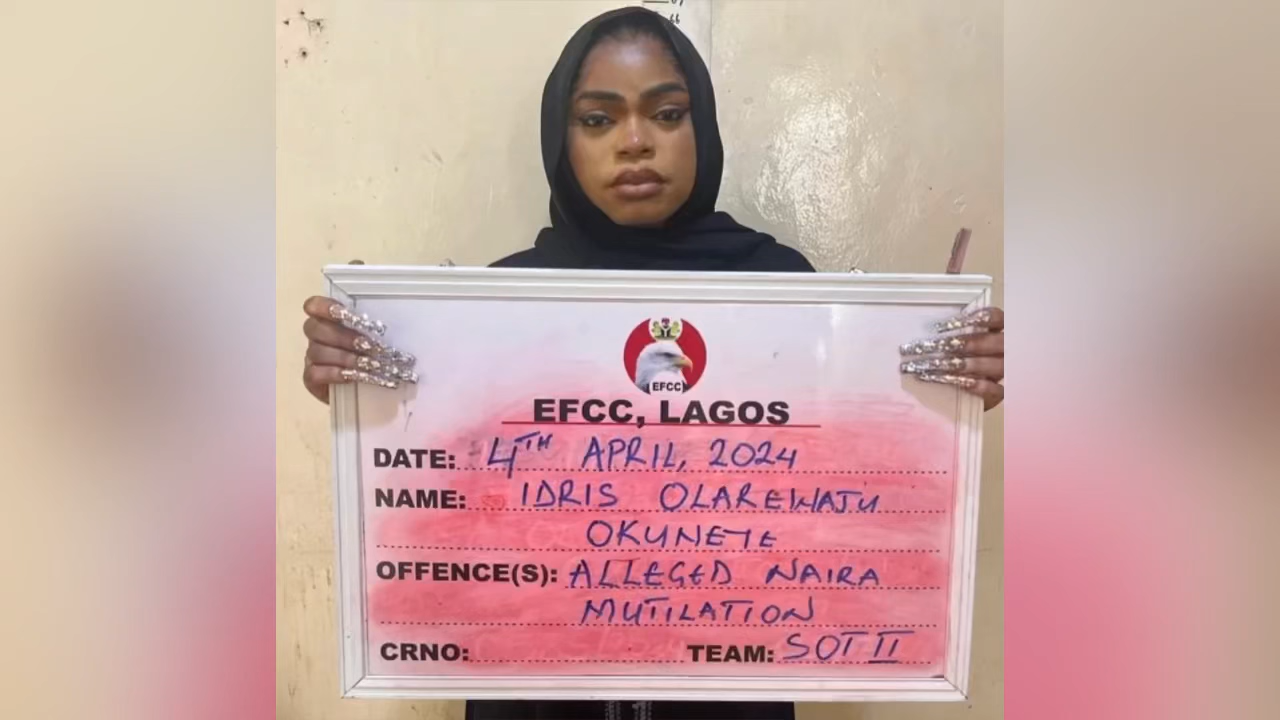 EFCC
EFCC, LAGOS
DATE: 4TH APRIL, 2024
NAME: IDRIS OLAREWAJU
OKUNEYE
OFFENCE(S): ALLEGED NAIRA
MUTILATION
CRNO: TEAM: SOT II